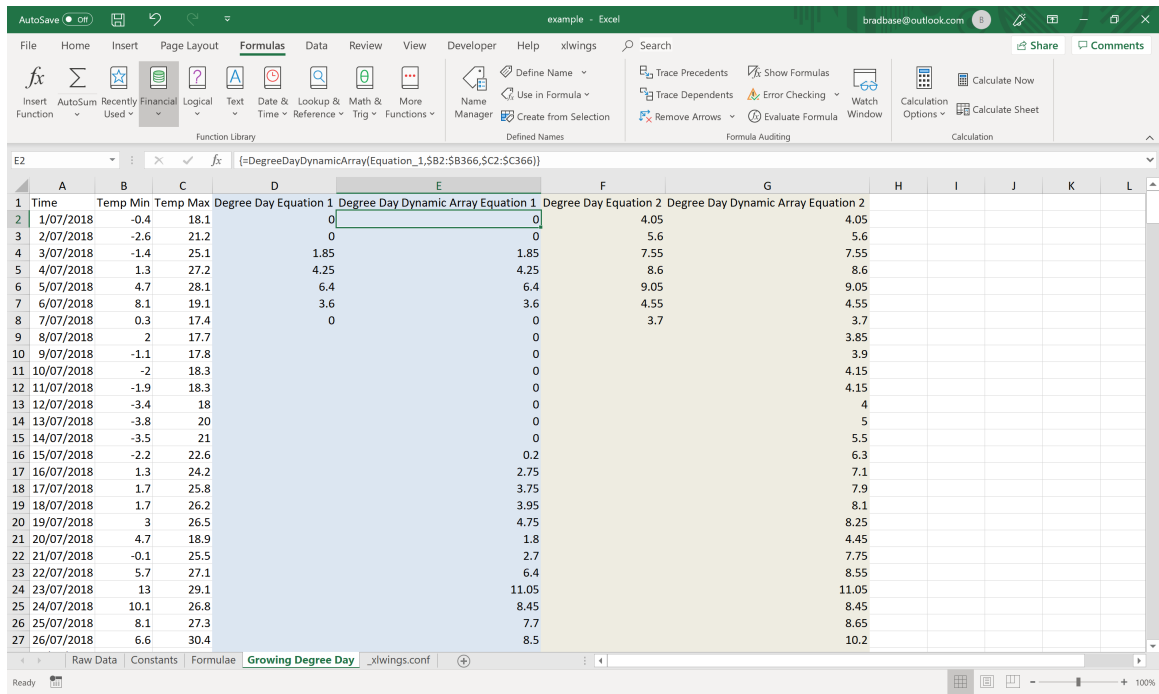 AutoSave Off example - Excel bradbase@outlook.com B
File Home Insert Page Layout Formulas Data Review View Developer Help xlwings Search Share Comments
fx Insert Function
Σ AutoSum
Recently Used
Financial
Logical
A Text
Date & Time
Lookup & Reference
θ Math & Trig
More Functions
Function Library
Name Manager
Define Name
Use in Formula
Create from Selection
Defined Names
Trace Precedents
Trace Dependents
Remove Arrows
Show Formulas
Error Checking
Evaluate Formula
Watch Window
Formula Auditing
Calculation Options
Calculate Now
Calculate Sheet
Calculation
E2 fx {=DegreeDayDynamicArray(Equation_1,$B2:$B366,$C2:$C366)}
A B C D E F G H I J K L
1 Time Temp Min Temp Max Degree Day Equation 1 Degree Day Dynamic Array Equation 1 Degree Day Equation 2 Degree Day Dynamic Array Equation 2
2 1/07/2018 -0.4 18.1 0 0 4.05 4.05
3 2/07/2018 -2.6 21.2 0 0 5.6 5.6
4 3/07/2018 -1.4 25.1 1.85 1.85 7.55 7.55
5 4/07/2018 1.3 27.2 4.25 4.25 8.6 8.6
6 5/07/2018 4.7 28.1 6.4 6.4 9.05 9.05
7 6/07/2018 8.1 19.1 3.6 3.6 4.55 4.55
8 7/07/2018 0.3 17.4 0 0 3.7 3.7
9 8/07/2018 2 17.7 0 3.85
10 9/07/2018 -1.1 17.8 0 3.9
11 10/07/2018 -2 18.3 0 4.15
12 11/07/2018 -1.9 18.3 0 4.15
13 12/07/2018 -3.4 18 0 4
14 13/07/2018 -3.8 20 0 5
15 14/07/2018 -3.5 21 0 5.5
16 15/07/2018 -2.2 22.6 0.2 6.3
17 16/07/2018 1.3 24.2 2.75 7.1
18 17/07/2018 1.7 25.8 3.75 7.9
19 18/07/2018 1.7 26.2 3.95 8.1
20 19/07/2018 3 26.5 4.75 8.25
21 20/07/2018 4.7 18.9 1.8 4.45
22 21/07/2018 -0.1 25.5 2.7 7.75
23 22/07/2018 5.7 27.1 6.4 8.55
24 23/07/2018 13 29.1 11.05 11.05
25 24/07/2018 10.1 26.8 8.45 8.45
26 25/07/2018 8.1 27.3 7.7 8.65
27 26/07/2018 6.6 30.4 8.5 10.2
Raw Data Constants Formulae Growing Degree Day _xlwings.conf
Ready 100%